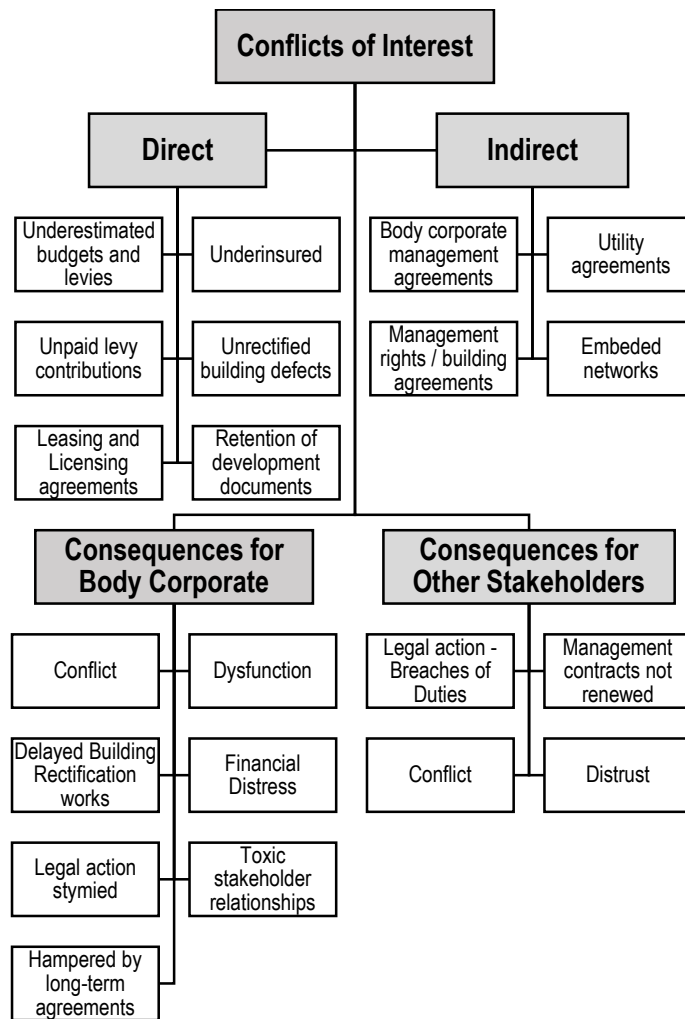 Conflicts of Interest
Direct
Indirect
Underestimated
budgets and
levies
Underinsured
Body corporate
management
agreements
Utility
agreements
Unpaid levy
contributions
Unrectified
building defects
Management
rights / building
agreements
Embeded
networks
Leasing and
Licensing
agreements
Retention of
development
documents
Consequences for
Body Corporate
Consequences for
Other Stakeholders
Conflict
Dysfunction
Legal action -
Breaches of
Duties
Management
contracts not
renewed
Delayed Building
Rectification
works
Financial
Distress
Conflict
Distrust
Legal action
stymied
Toxic
stakeholder
relationships
Hampered by
long-term
agreements